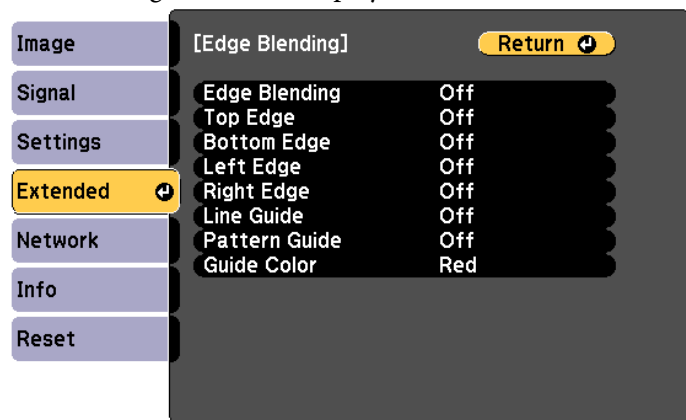 Image
Signal
Settings
Extended
Network
Info
Reset
[Edge Blending] Return
Edge Blending Off
Top Edge Off
Bottom Edge Off
Left Edge Off
Right Edge Off
Line Guide Off
Pattern Guide Off
Guide Color Red